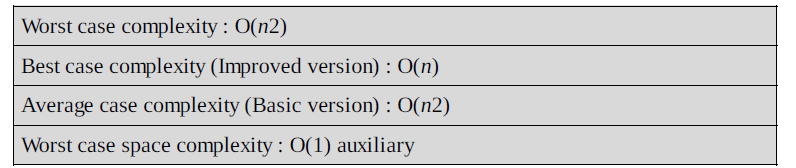 Worst case complexity : O(n2)
Best case complexity (Improved version) : O(n)
Average case complexity (Basic version) : O(n2)
Worst case space complexity : O(1) auxiliary